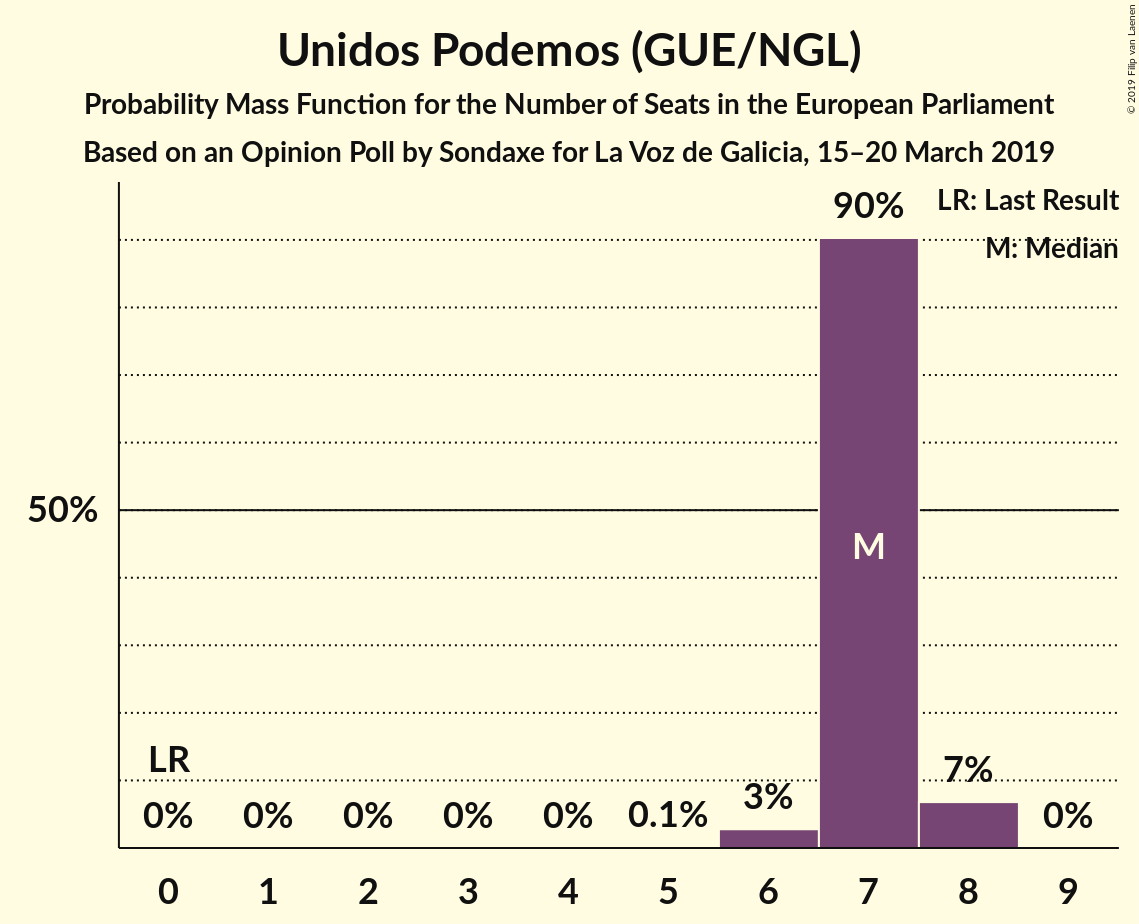 Unidos Podemos (GUE/NGL)
Probability Mass Function for the Number of Seats in the European Parliament
Based on an Opinion Poll by Sondaxe for La Voz de Galicia, 15–20 March 2019
© 2019 Filip van Laenen
LR: Last Result
M: Median
90%
50%
M
LR
0% 0% 0% 0% 0% 0.1% 3% 7% 0%
0 1 2 3 4 5 6 7 8 9